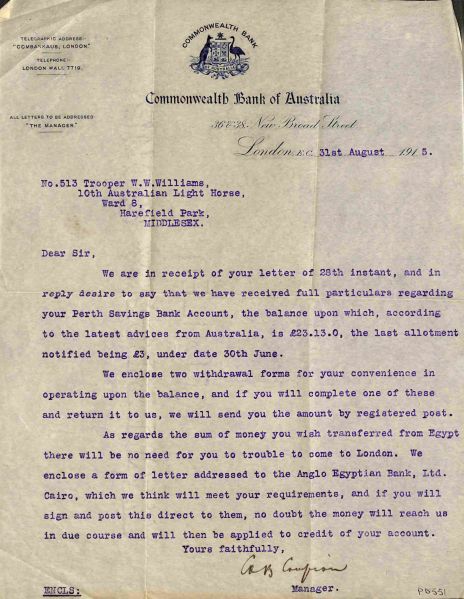 TELEGRAPHIC ADDRESS:-
"COMBANKAUS, LONDON"
TELEPHONE:-
LONDON WALL 7719.
ALL LETTERS TO BE ADDRESSED
"THE MANAGER"
COMMONWEALTH BANK
Commonwealth Bank of Australia
36 & 38, New Broad Street
London, E.C. 31st August 1915.
No.513 Trooper W.W.Williams,
10th Australian Light Horse,
Ward 8,
Harefield Park,
MIDDLESEX.
Dear Sir,
We are in receipt of your letter of 28th instant, and in
reply desire to say that we have received full particulars regarding
your Perth Savings Bank Account, the balance upon which, according
to the latest advices from Australia, is £23.13.0, the last allotment
notified being £3, under date 30th June.
We enclose two withdrawal forms for your convenience in
operating upon the balance, and if you will complete one of these
and return it to us, we will send you the amount by registered post.
As regards the sum of money you wish transferred from Egypt
there will be no need for you to trouble to come to London. We
enclose a form of letter addressed to the Anglo Egyptian Bank, Ltd.
Cairo, which we think will meet your requirements, and if you will
sign and post this direct to them, no doubt the money will reach us
in due course and will then be applied to credit of your account.
Yours faithfully,
Manager.
ENCLS:
PD551